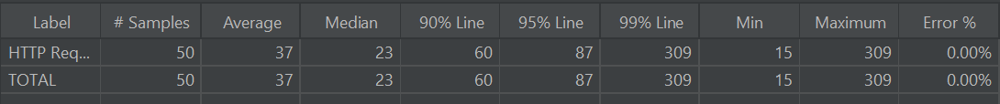 Label # Samples Average Median 90% Line 95% Line 99% Line Min Maximum Error %
HTTP Req... 50 37 23 60 87 309 15 309 0.00%
TOTAL 50 37 23 60 87 309 15 309 0.00%